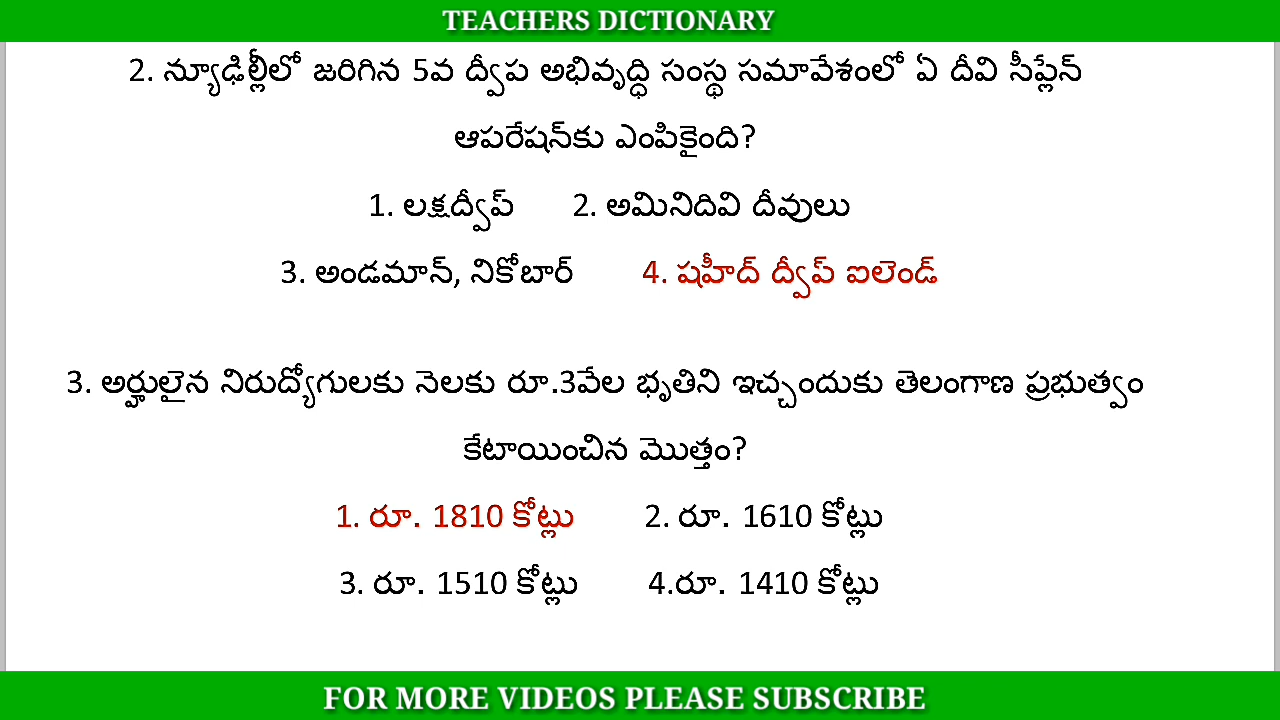 TEACHERS DICTIONARY
2. న్యూఢిల్లీలో జరిగిన 5వ ద్వీప అభివృద్ధి సంస్థ సమావేశంలో ఏ దీవి సీప్లేన్
ఆపరేషన్‌కు ఎంపికైంది?
1. లక్షద్వీప్ 2. అమినిదివి దీవులు
3. అండమాన్, నికోబార్ 4. షహీద్ ద్వీప్ ఐలెండ్
3. అర్హులైన నిరుద్యోగులకు నెలకు రూ.3వేల భృతిని ఇచ్చందుకు తెలంగాణ ప్రభుత్వం
కేటాయించిన మొత్తం?
1. రూ. 1810 కోట్లు 2. రూ. 1610 కోట్లు
3. రూ. 1510 కోట్లు 4.రూ. 1410 కోట్లు
FOR MORE VIDEOS PLEASE SUBSCRIBE